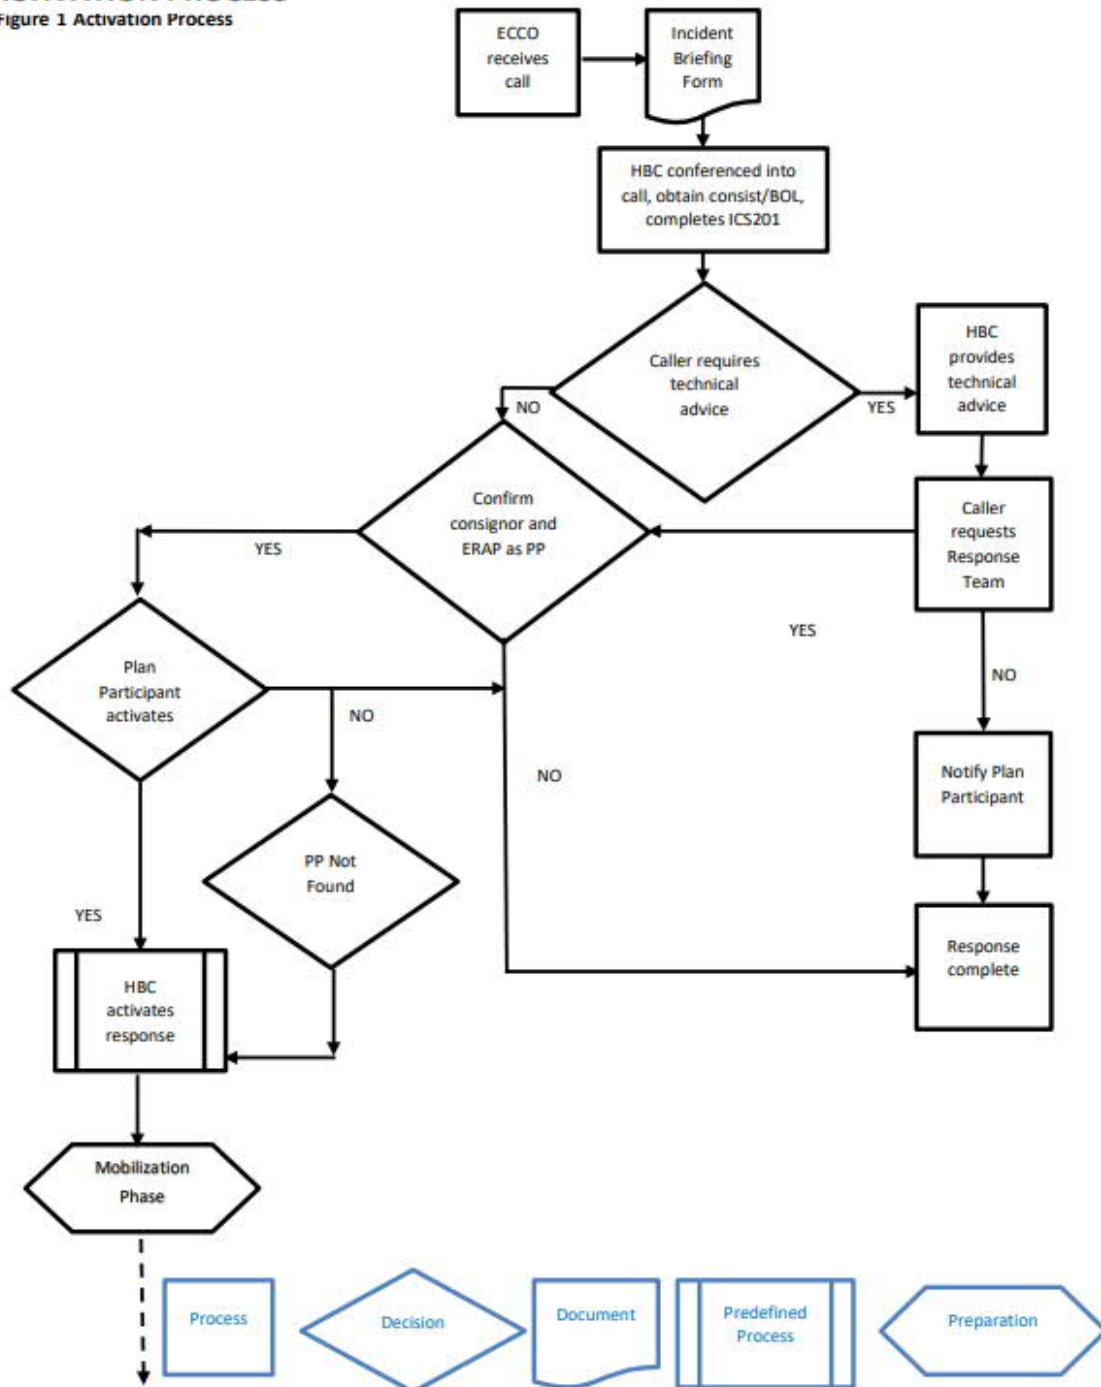 ACTIVATION PROCESS
Figure 1 Activation Process
ECCO
receives
call
Incident
Briefing
Form
HBC conferenced into
call, obtain consist/BOL,
completes ICS201
Caller requires
technical
advice
HBC
provides
technical
advice
NO
YES
Confirm
consignor and
ERAP as PP
Caller
requests
Response
Team
YES
YES
NO
Plan
Participant
activates
NO
NO
Notify Plan
Participant
PP Not
Found
YES
Response
complete
HBC
activates
response
Mobilization
Phase
Process
Decision
Document
Predefined
Process
Preparation